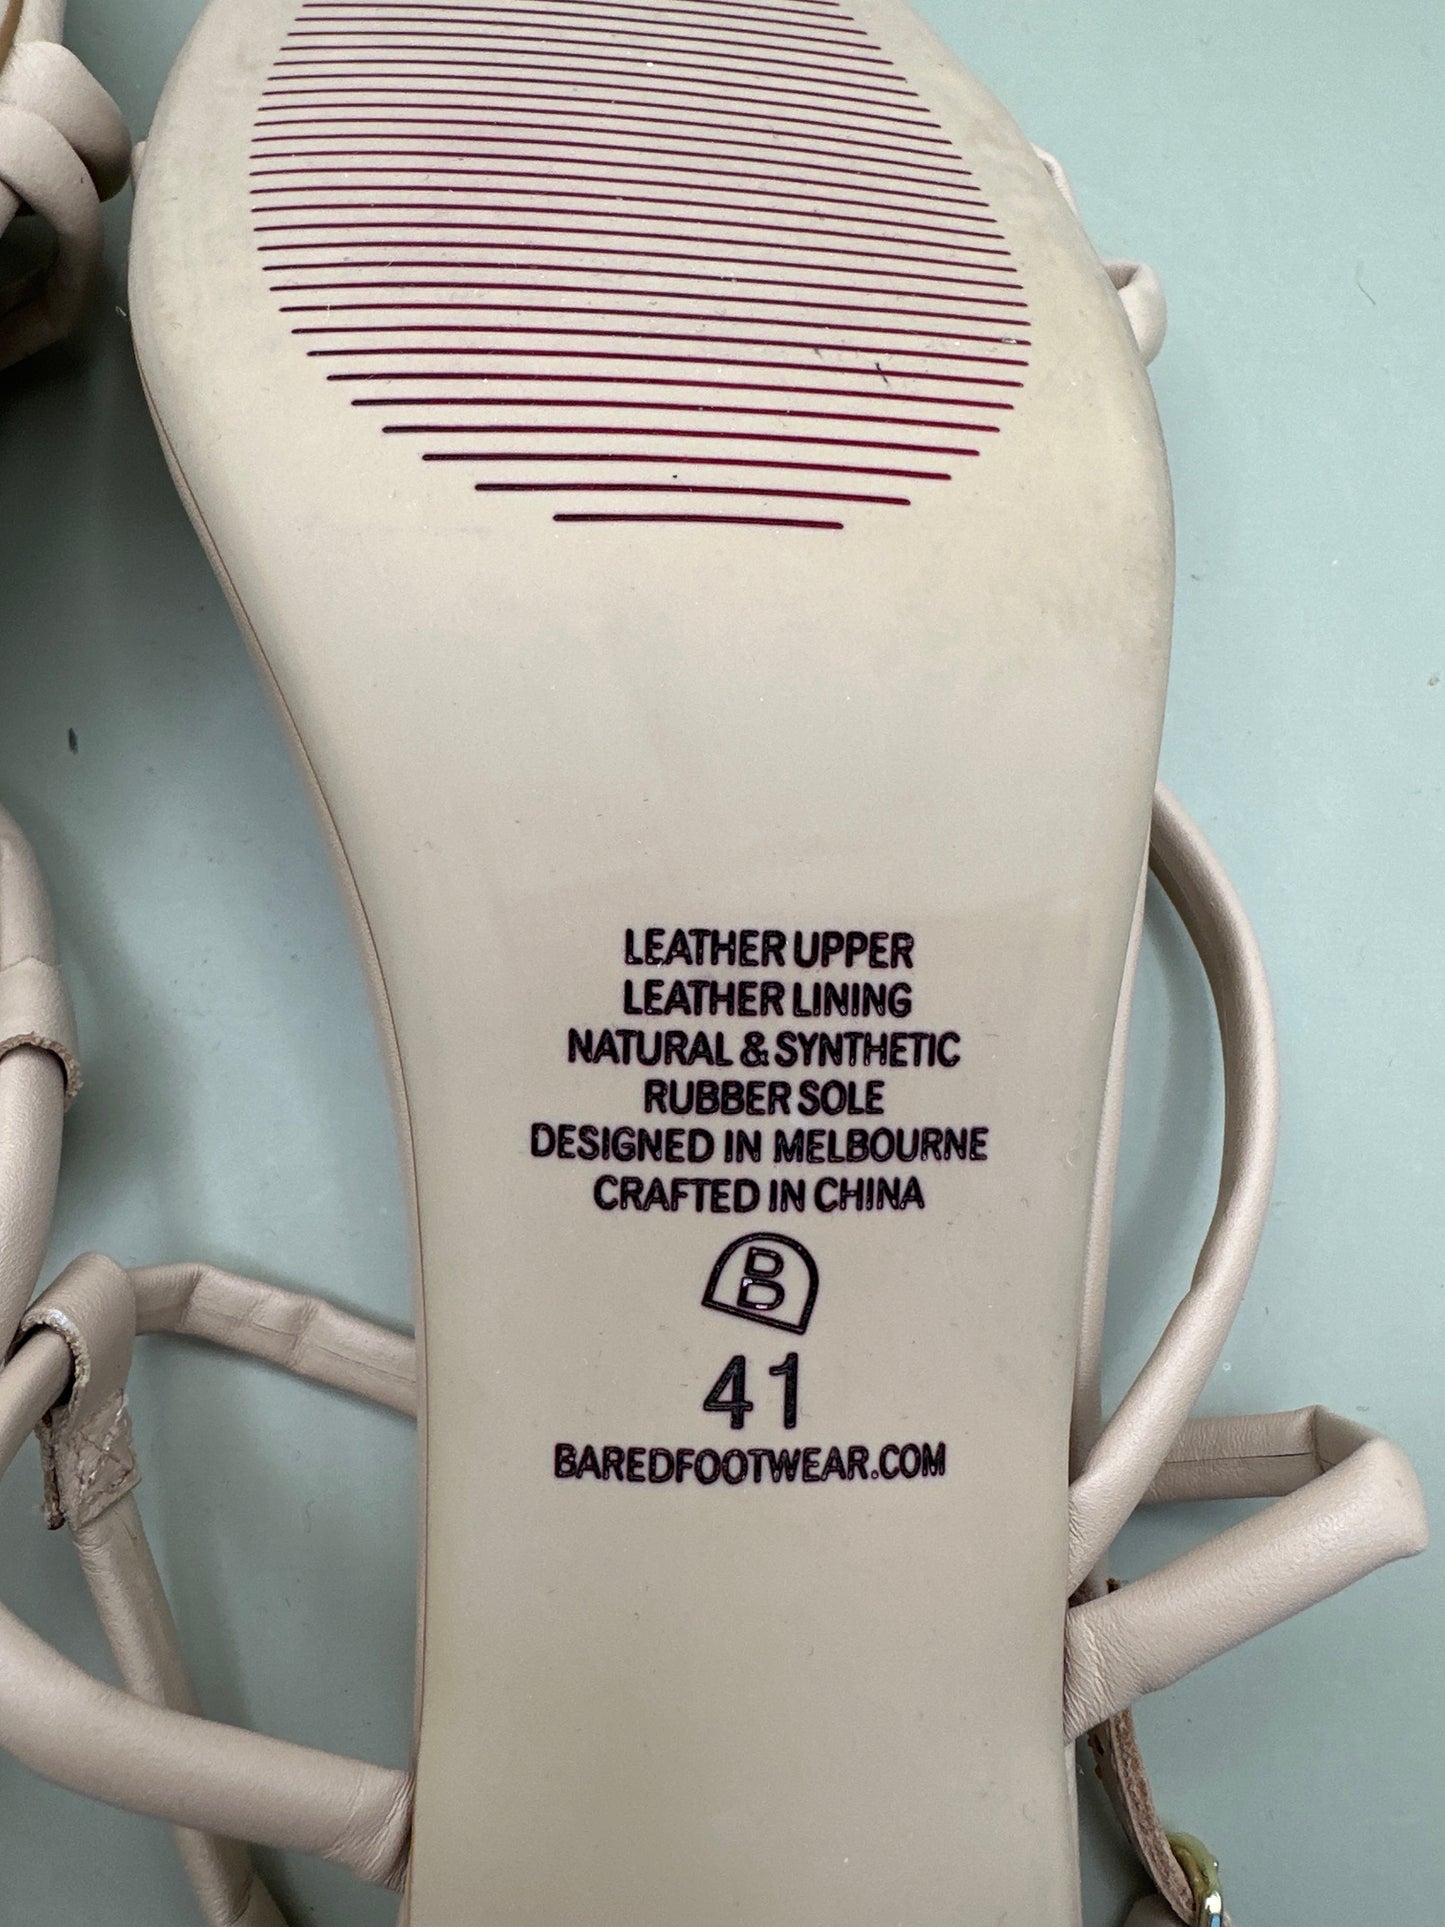 LEATHER UPPER
LEATHER LINING
NATURAL & SYNTHETIC
RUBBER SOLE
DESIGNED IN MELBOURNE
CRAFTED IN CHINA
B
41
BAREDFOOTWEAR.COM